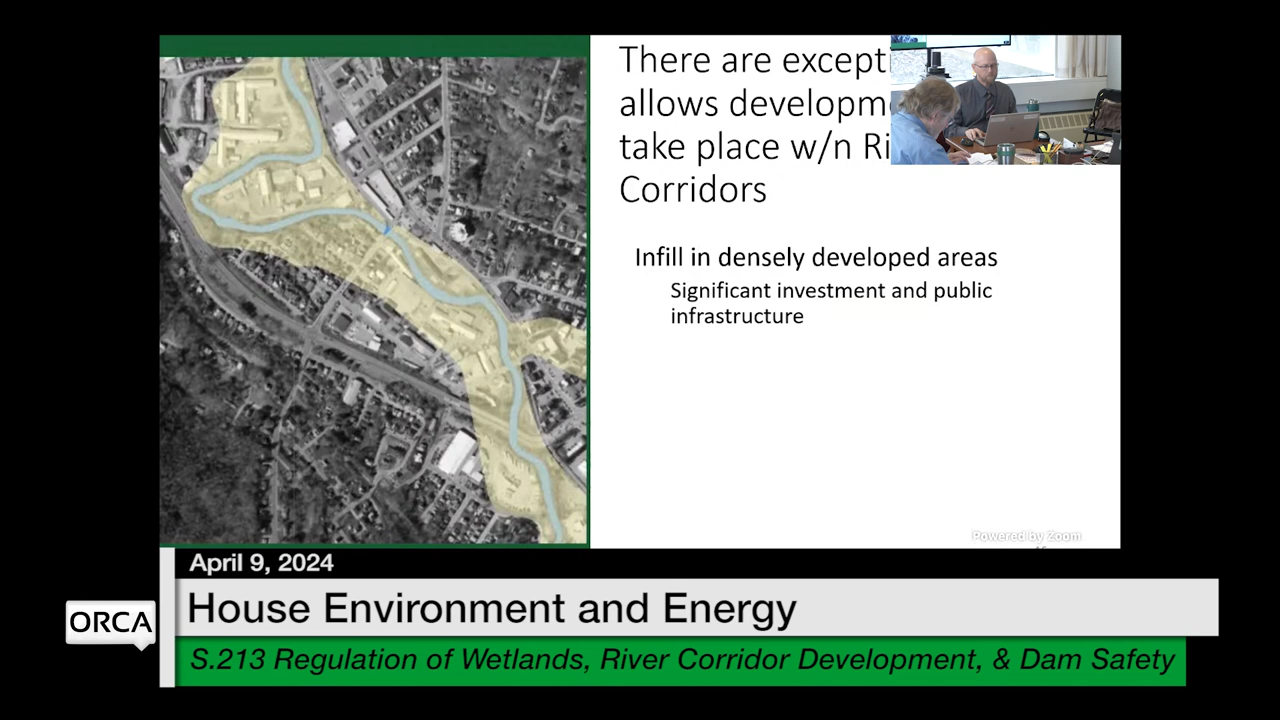 There are except
allows developm
take place w/n Ri
Corridors
Infill in densely developed areas
Significant investment and public
infrastructure
Powered by Zoom
April 9, 2024
House Environment and Energy
ORCA
S.213 Regulation of Wetlands, River Corridor Development, & Dam Safety